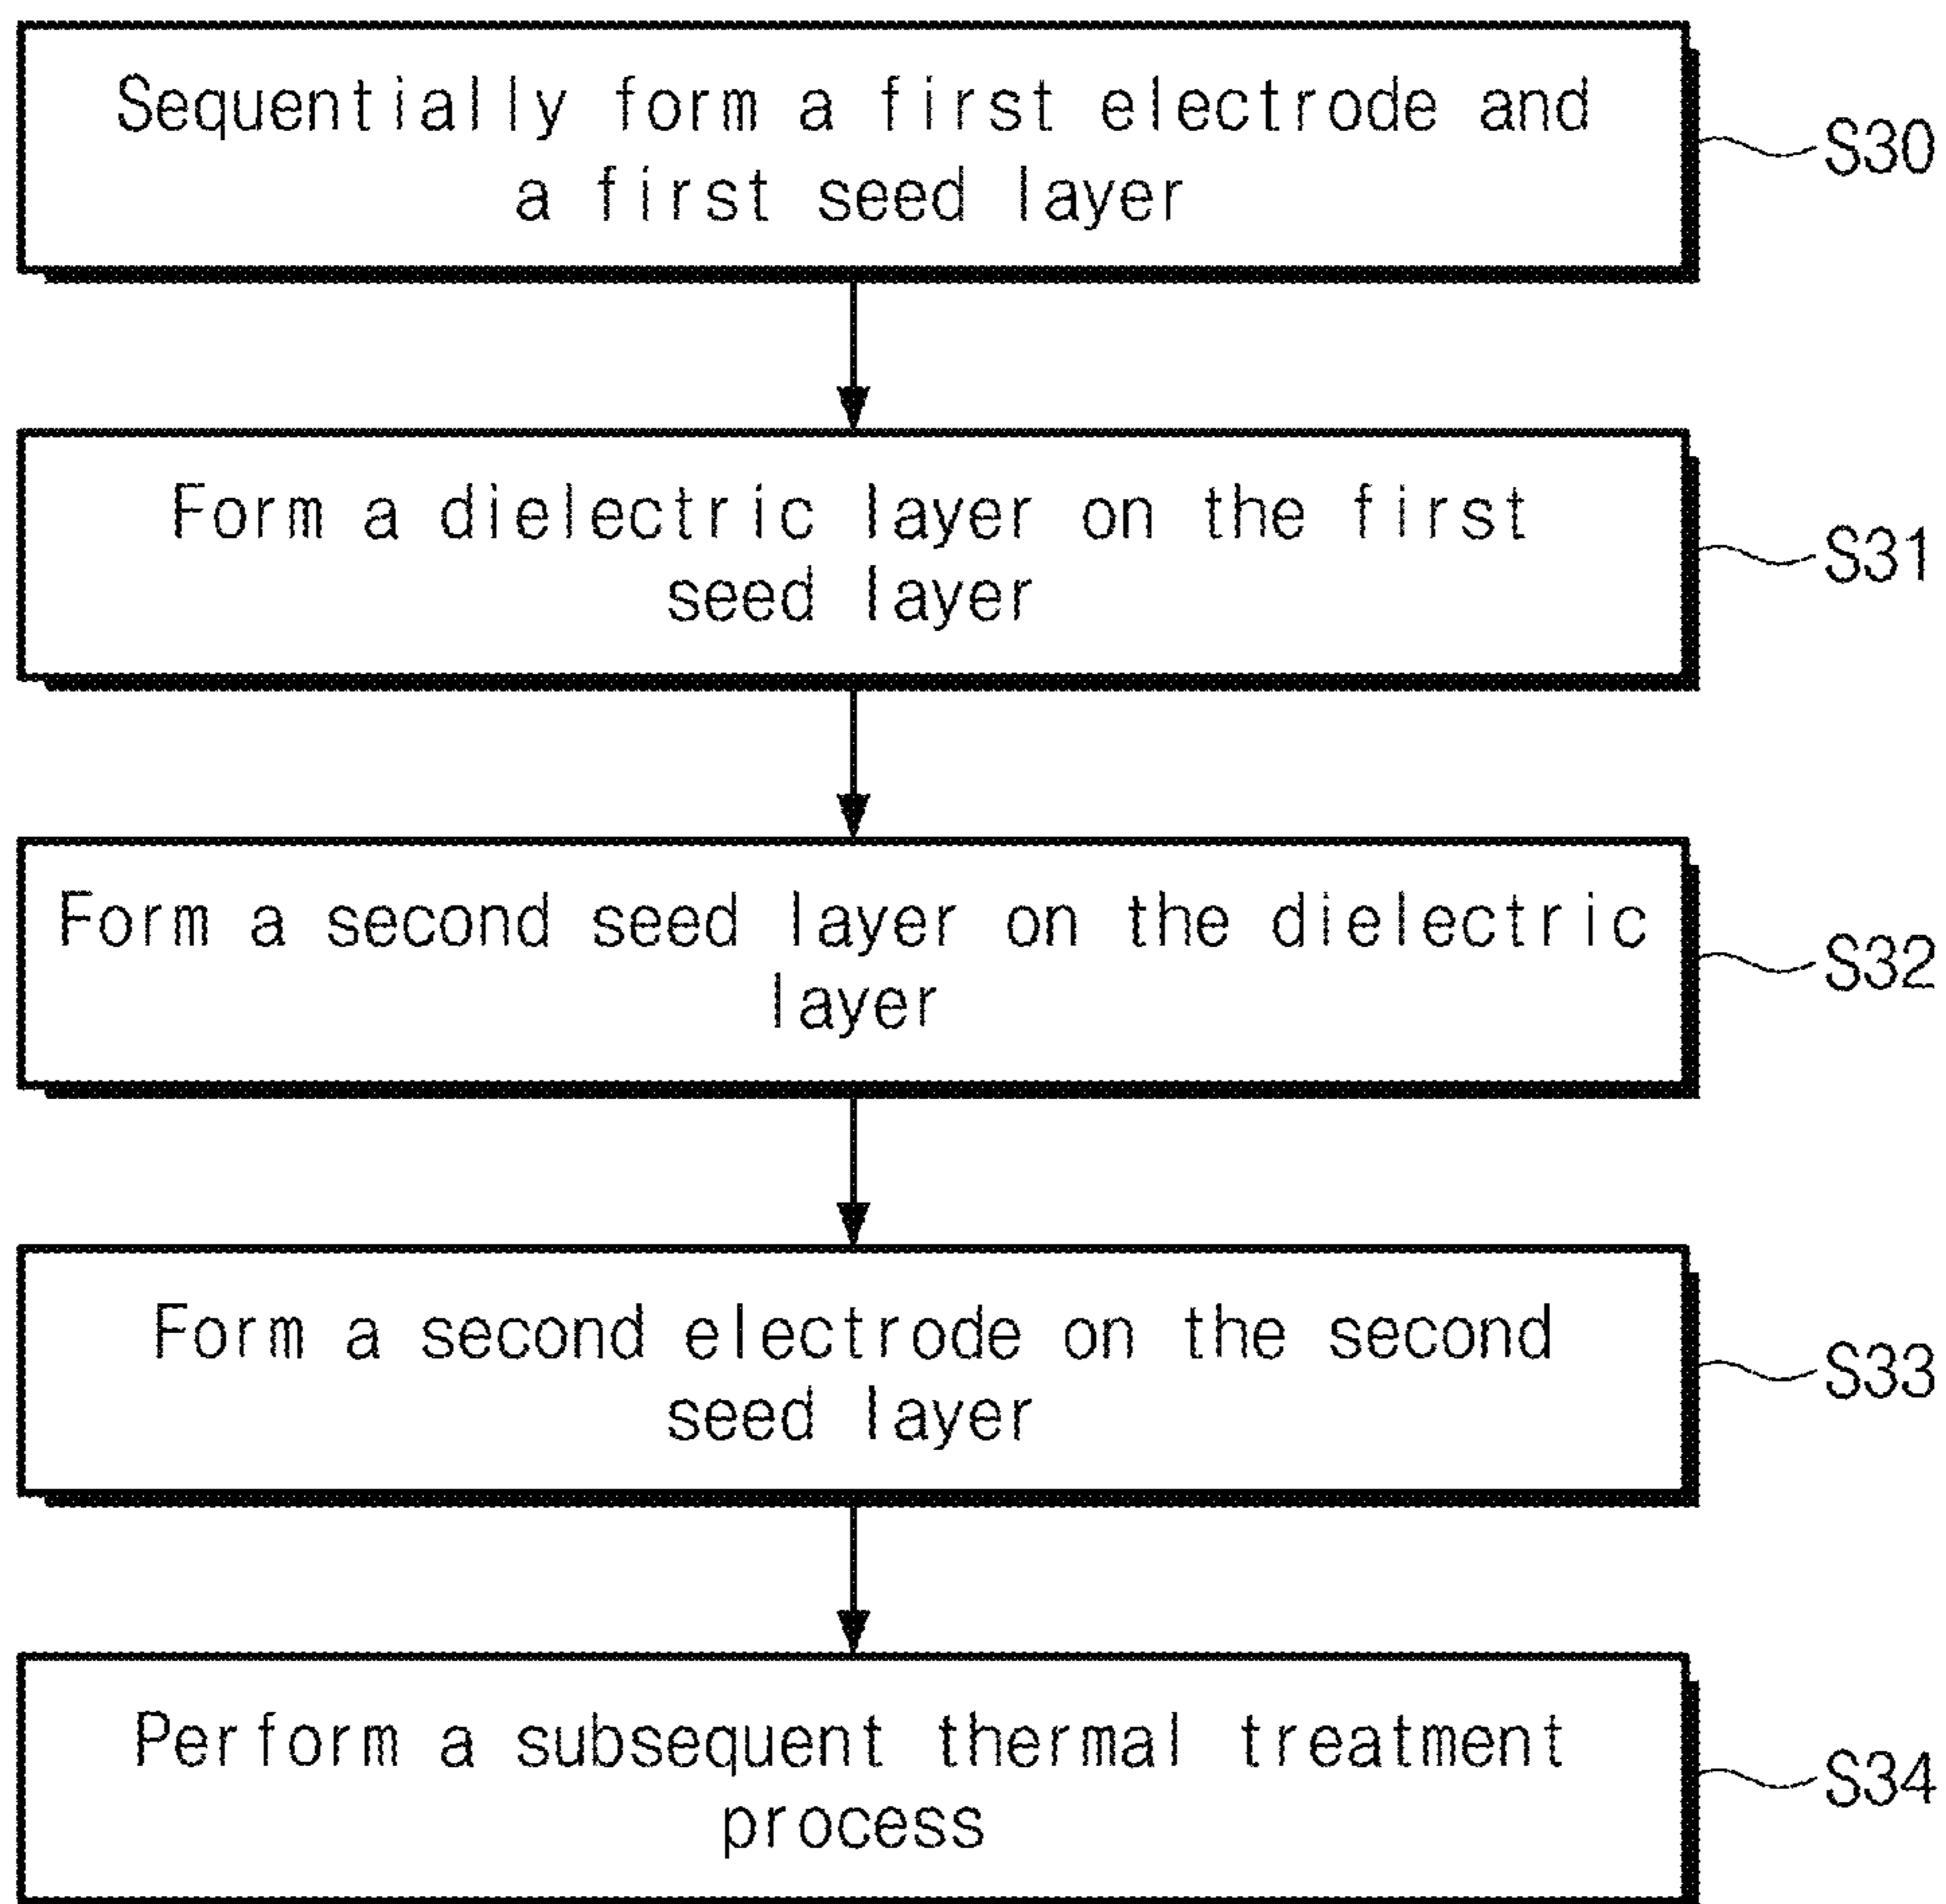 Sequentially form a first electrode and
a first seed layer
S30
Form a dielectric layer on the first
seed layer
S31
Form a second seed layer on the dielectric
layer
S32
Form a second electrode on the second
seed layer
S33
Perform a subsequent thermal treatment
process
S34